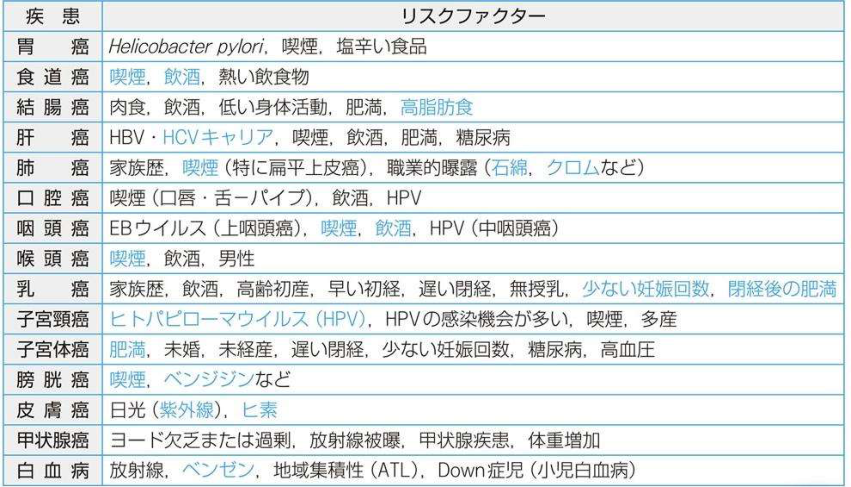 疾患 リスクファクター
胃癌 Helicobacter pylori, 喫煙, 塩辛い食品
食道癌 喫煙, 飲酒, 熱い飲食物
結腸癌 肉食, 飲酒, 低い身体活動, 肥満, 高脂肪食
肝癌 HBV・HCVキャリア, 喫煙, 飲酒, 肥満, 糖尿病
肺癌 家族歴, 喫煙(特に扁平上皮癌), 職業的曝露(石綿, クロムなど)
口腔癌 喫煙(口唇・舌−パイプ), 飲酒, HPV
咽頭癌 EBウイルス(上咽頭癌), 喫煙, 飲酒, HPV(中咽頭癌)
喉頭癌 喫煙, 飲酒, 男性
乳癌 家族歴, 飲酒, 高齢初産, 早い初経, 遅い閉経, 無授乳, 少ない妊娠回数, 閉経後の肥満
子宮頸癌 ヒトパピローマウイルス(HPV), HPVの感染機会が多い, 喫煙, 多産
子宮体癌 肥満, 未婚, 未経産, 遅い閉経, 少ない妊娠回数, 糖尿病, 高血圧
膀胱癌 喫煙, ベンジジンなど
皮膚癌 日光(紫外線), ヒ素
甲状腺癌 ヨード欠乏または過剰, 放射線被曝, 甲状腺疾患, 体重増加
白血病 放射線, ベンゼン, 地域集積性(ATL), Down症児(小児白血病)